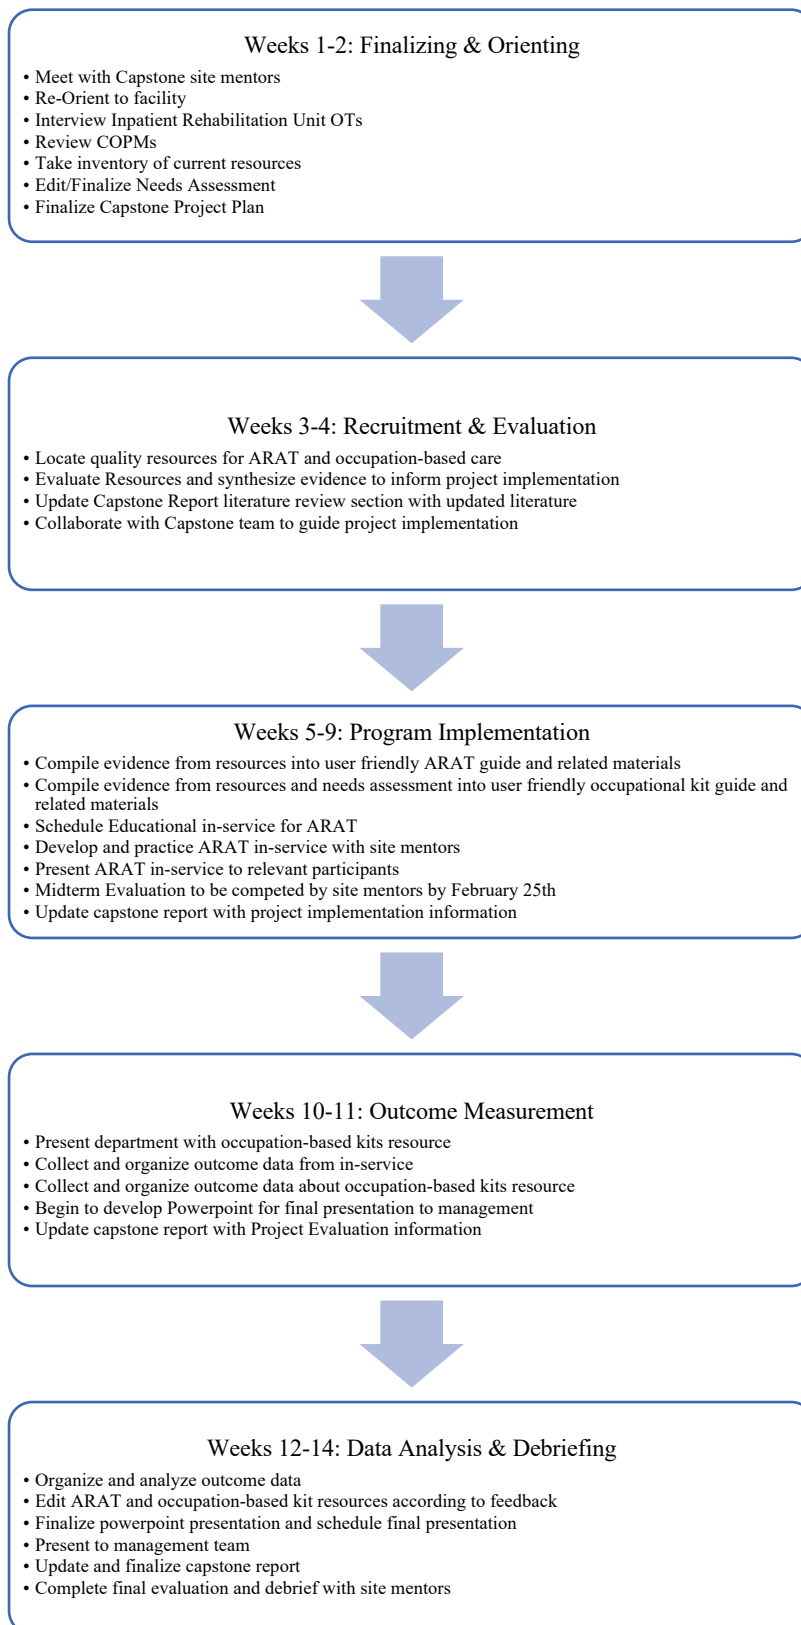 Weeks 1-2: Finalizing & Orienting
• Meet with Capstone site mentors
• Re-Orient to facility
• Interview Inpatient Rehabilitation Unit OTs
• Review COPMs
• Take inventory of current resources
• Edit/Finalize Needs Assessment
• Finalize Capstone Project Plan
Weeks 3-4: Recruitment & Evaluation
• Locate quality resources for ARAT and occupation-based care
• Evaluate Resources and synthesize evidence to inform project implementation
• Update Capstone Report literature review section with updated literature
• Collaborate with Capstone team to guide project implementation
Weeks 5-9: Program Implementation
• Compile evidence from resources into user friendly ARAT guide and related materials
• Compile evidence from resources and needs assessment into user friendly occupational kit guide and
related materials
• Schedule Educational in-service for ARAT
• Develop and practice ARAT in-service with site mentors
• Present ARAT in-service to relevant participants
• Midterm Evaluation to be competed by site mentors by February 25th
• Update capstone report with project implementation information
Weeks 10-11: Outcome Measurement
• Present department with occupation-based kits resource
• Collect and organize outcome data from in-service
• Collect and organize outcome data about occupation-based kits resource
• Begin to develop Powerpoint for final presentation to management
• Update capstone report with Project Evaluation information
Weeks 12-14: Data Analysis & Debriefing
• Organize and analyze outcome data
• Edit ARAT and occupation-based kit resources according to feedback
• Finalize powerpoint presentation and schedule final presentation
• Present to management team
• Update and finalize capstone report
• Complete final evaluation and debrief with site mentors